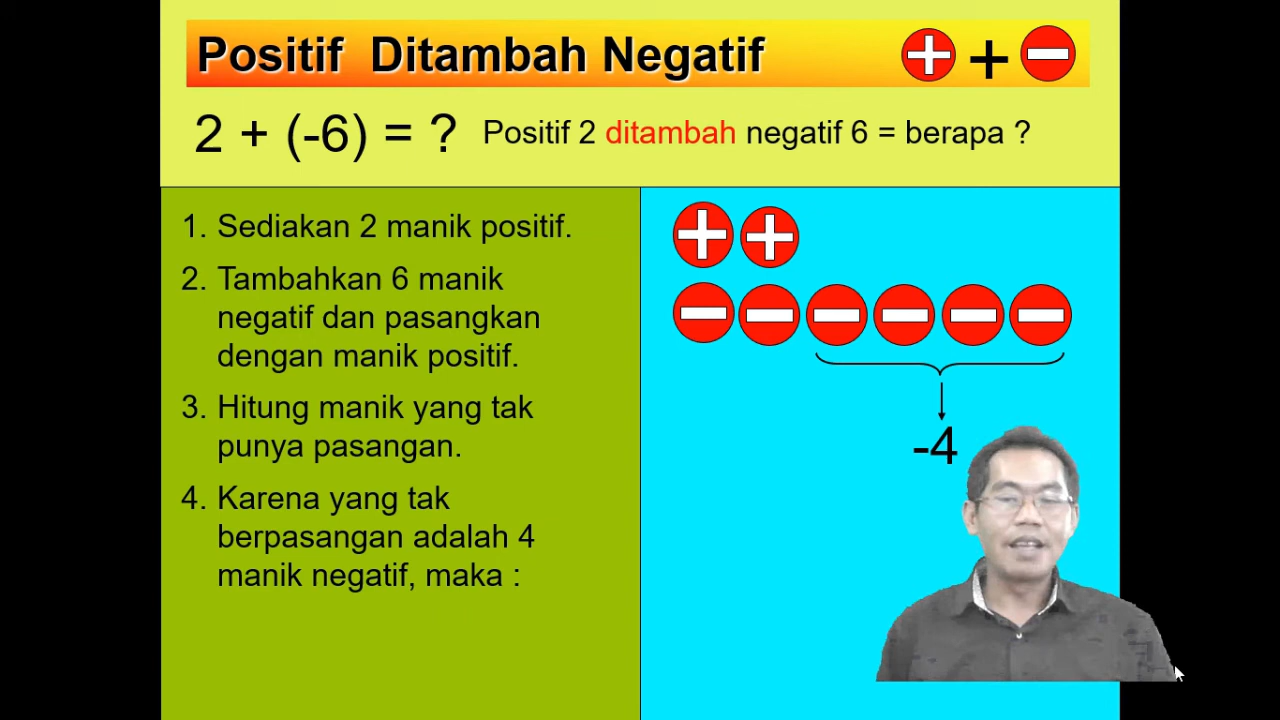 Positif Ditambah Negatif + + −
2 + (-6) = ? Positif 2 ditambah negatif 6 = berapa ?
1. Sediakan 2 manik positif.
2. Tambahkan 6 manik
negatif dan pasangkan
dengan manik positif.
3. Hitung manik yang tak
punya pasangan.
4. Karena yang tak
berpasangan adalah 4
manik negatif, maka :
+ +
− − − − − −
-4